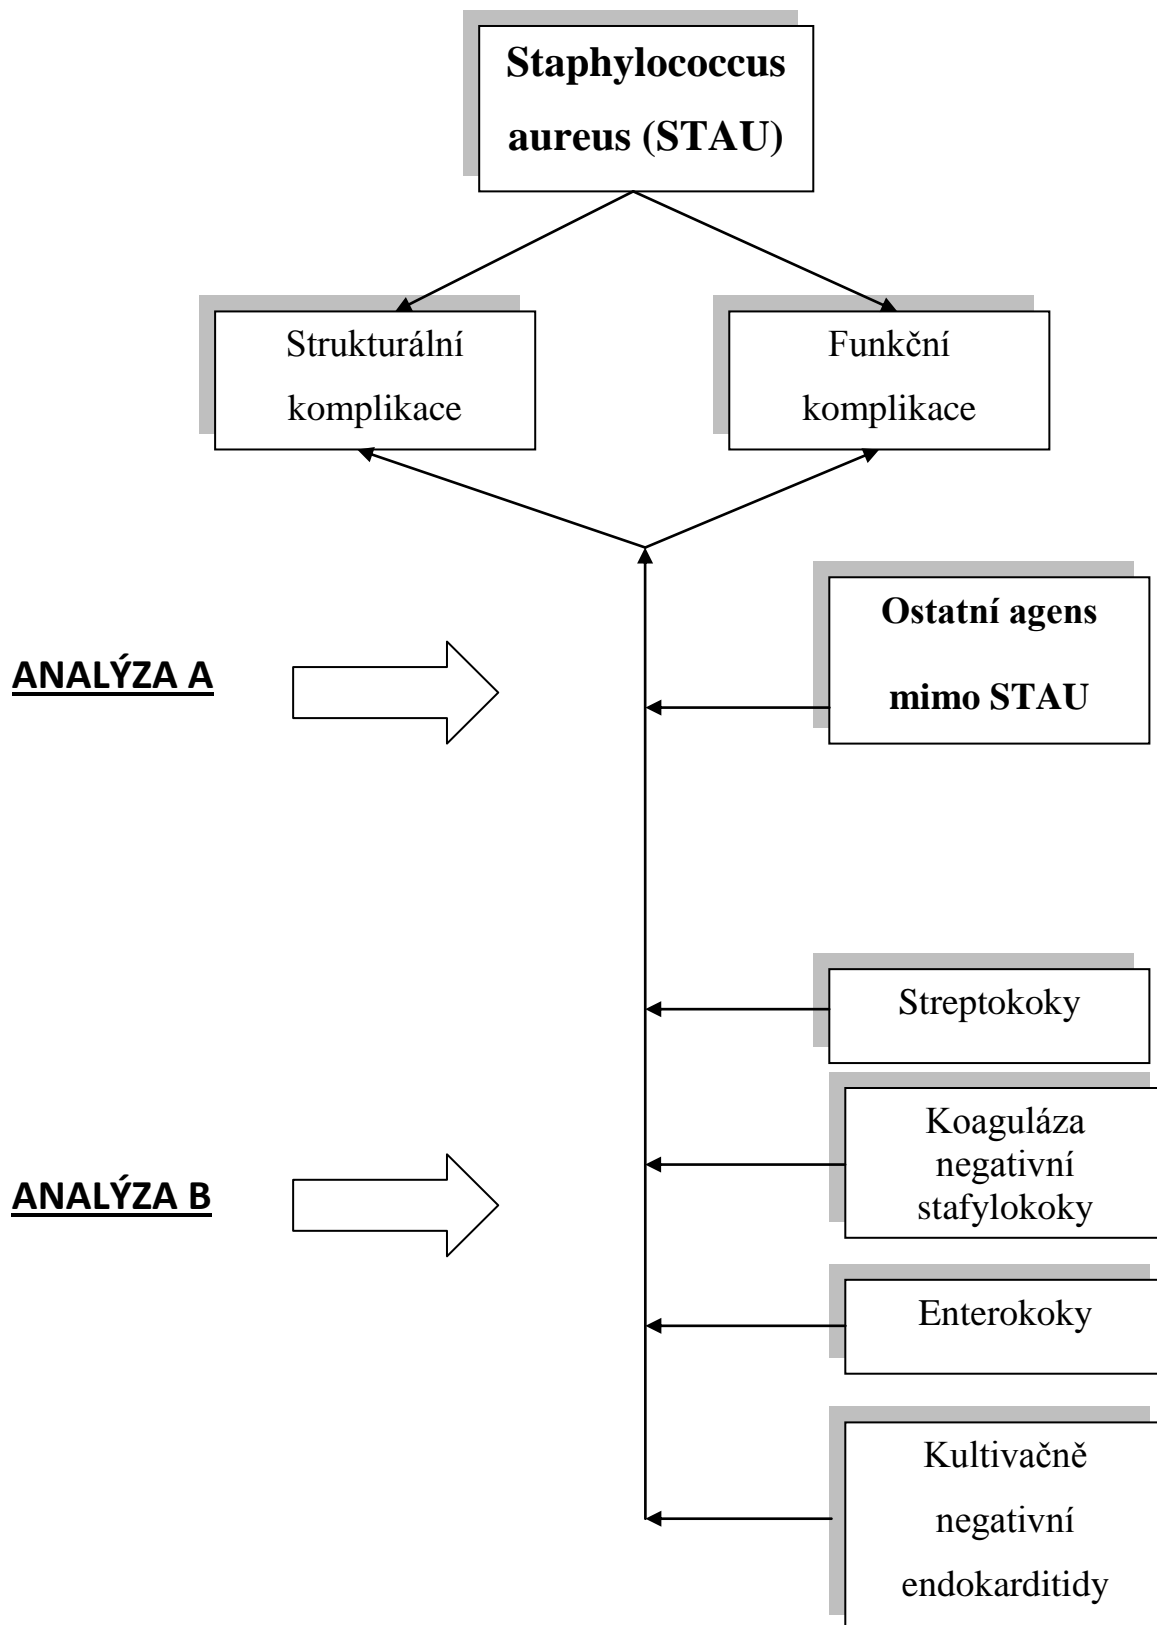 Staphylococcus
aureus (STAU)
Strukturální
komplikace
Funkční
komplikace
Ostatní agens
mimo STAU
ANALÝZA A
Streptokoky
Koaguláza
negativní
stafylokoky
ANALÝZA B
Enterokoky
Kultivačně
negativní
endokarditidy